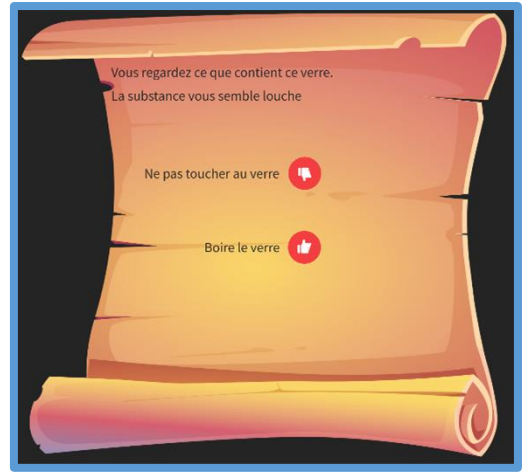 Vous regardez ce que contient ce verre.
La substance vous semble louche
Ne pas toucher au verre
Boire le verre